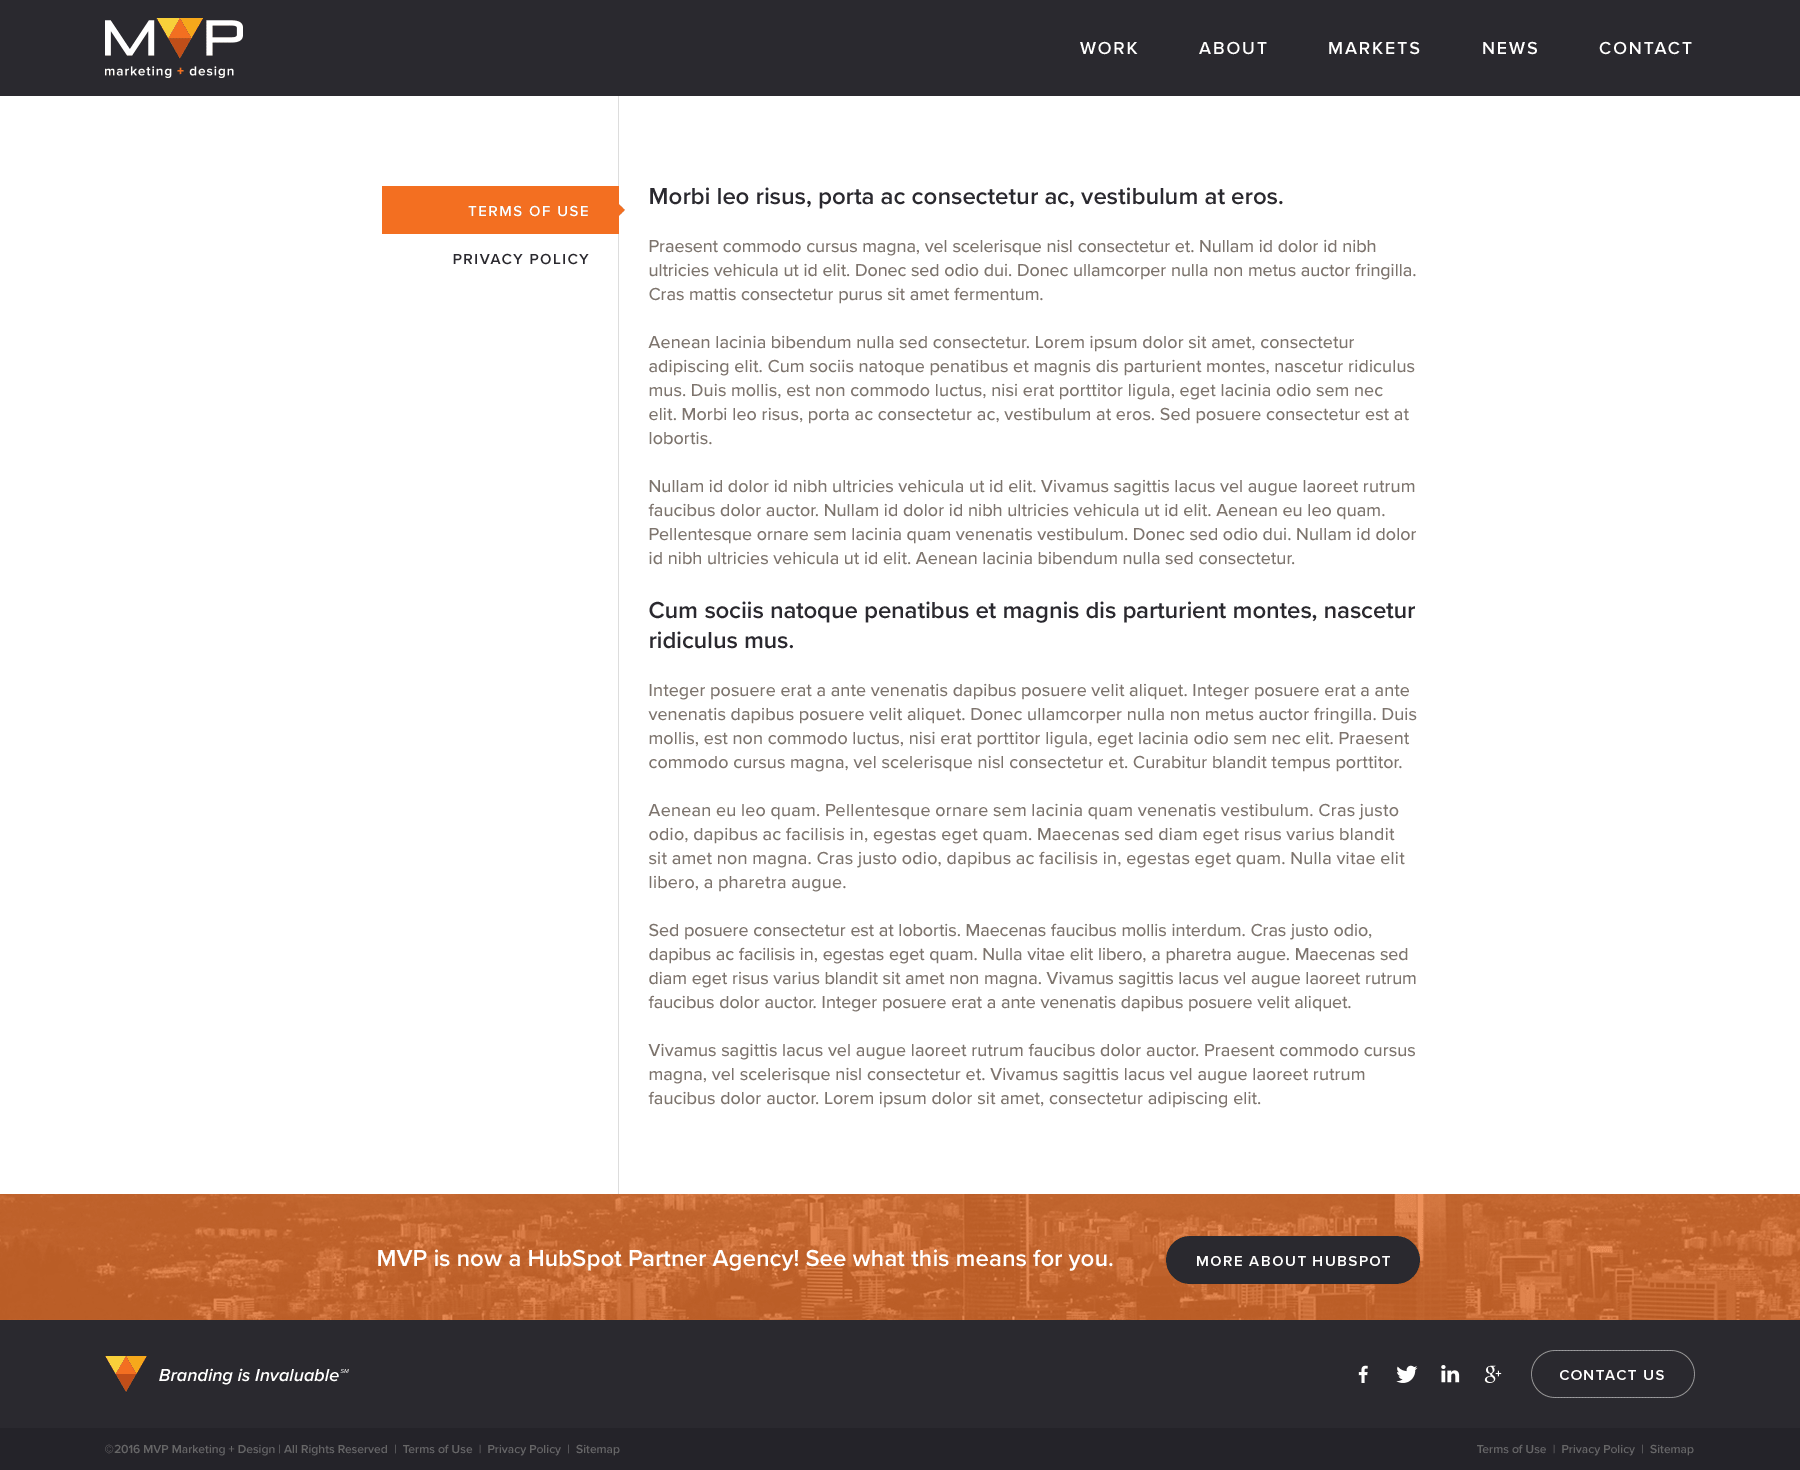 MVP
marketing + design
WORK ABOUT MARKETS NEWS CONTACT
TERMS OF USE
PRIVACY POLICY
Morbi leo risus, porta ac consectetur ac, vestibulum at eros.
Praesent commodo cursus magna, vel scelerisque nisl consectetur et. Nullam id dolor id nibh
ultricies vehicula ut id elit. Donec sed odio dui. Donec ullamcorper nulla non metus auctor fringilla.
Cras mattis consectetur purus sit amet fermentum.
Aenean lacinia bibendum nulla sed consectetur. Lorem ipsum dolor sit amet, consectetur
adipiscing elit. Cum sociis natoque penatibus et magnis dis parturient montes, nascetur ridiculus
mus. Duis mollis, est non commodo luctus, nisi erat porttitor ligula, eget lacinia odio sem nec
elit. Morbi leo risus, porta ac consectetur ac, vestibulum at eros. Sed posuere consectetur est at
lobortis.
Nullam id dolor id nibh ultricies vehicula ut id elit. Vivamus sagittis lacus vel augue laoreet rutrum
faucibus dolor auctor. Nullam id dolor id nibh ultricies vehicula ut id elit. Aenean eu leo quam.
Pellentesque ornare sem lacinia quam venenatis vestibulum. Donec sed odio dui. Nullam id dolor
id nibh ultricies vehicula ut id elit. Aenean lacinia bibendum nulla sed consectetur.
Cum sociis natoque penatibus et magnis dis parturient montes, nascetur
ridiculus mus.
Integer posuere erat a ante venenatis dapibus posuere velit aliquet. Integer posuere erat a ante
venenatis dapibus posuere velit aliquet. Donec ullamcorper nulla non metus auctor fringilla. Duis
mollis, est non commodo luctus, nisi erat porttitor ligula, eget lacinia odio sem nec elit. Praesent
commodo cursus magna, vel scelerisque nisl consectetur et. Curabitur blandit tempus porttitor.
Aenean eu leo quam. Pellentesque ornare sem lacinia quam venenatis vestibulum. Cras justo
odio, dapibus ac facilisis in, egestas eget quam. Maecenas sed diam eget risus varius blandit
sit amet non magna. Cras justo odio, dapibus ac facilisis in, egestas eget quam. Nulla vitae elit
libero, a pharetra augue.
Sed posuere consectetur est at lobortis. Maecenas faucibus mollis interdum. Cras justo odio,
dapibus ac facilisis in, egestas eget quam. Nulla vitae elit libero, a pharetra augue. Maecenas sed
diam eget risus varius blandit sit amet non magna. Vivamus sagittis lacus vel augue laoreet rutrum
faucibus dolor auctor. Integer posuere erat a ante venenatis dapibus posuere velit aliquet.
Vivamus sagittis lacus vel augue laoreet rutrum faucibus dolor auctor. Praesent commodo cursus
magna, vel scelerisque nisl consectetur et. Vivamus sagittis lacus vel augue laoreet rutrum
faucibus dolor auctor. Lorem ipsum dolor sit amet, consectetur adipiscing elit.
MVP is now a HubSpot Partner Agency! See what this means for you. MORE ABOUT HUBSPOT
Branding is Invaluable℠ CONTACT US
©2016 MVP Marketing + Design | All Rights Reserved | Terms of Use | Privacy Policy | Sitemap
Terms of Use | Privacy Policy | Sitemap